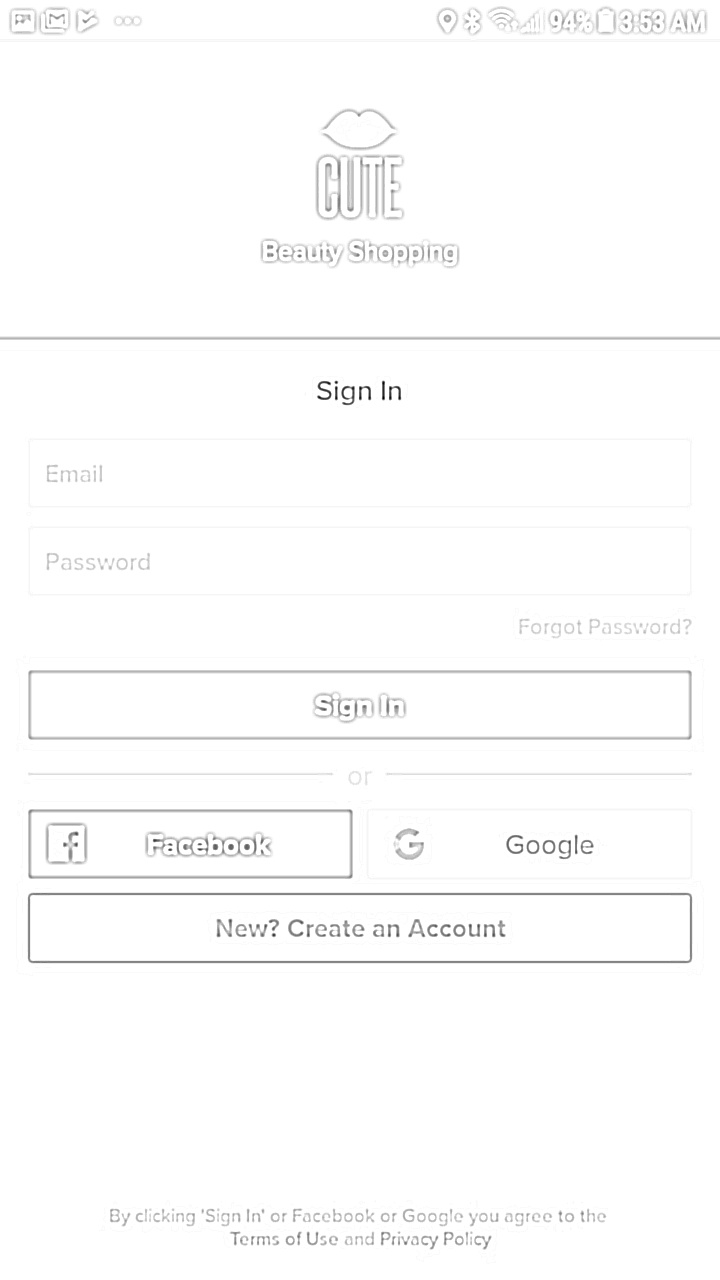 94% 3:53 AM
CUTE
Beauty Shopping
Sign In
Email
Password
Forgot Password?
Sign In
or
Facebook
Google
New? Create an Account
By clicking 'Sign In' or Facebook or Google you agree to the
Terms of Use and Privacy Policy